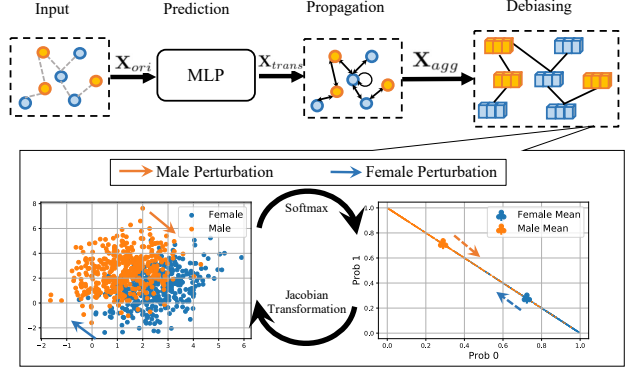 Input Prediction Propagation Debiasing
X_ori MLP X_trans X_agg
Male Perturbation Female Perturbation
Female
Male
8
6
4
2
0
−2
−2 −1 0 1 2 3 4 5 6
Softmax
Jacobian
Transformation
Female Mean
Male Mean
Prob 1
1.0
0.8
0.6
0.4
0.2
0.0
0.0 0.2 0.4 0.6 0.8 1.0
Prob 0